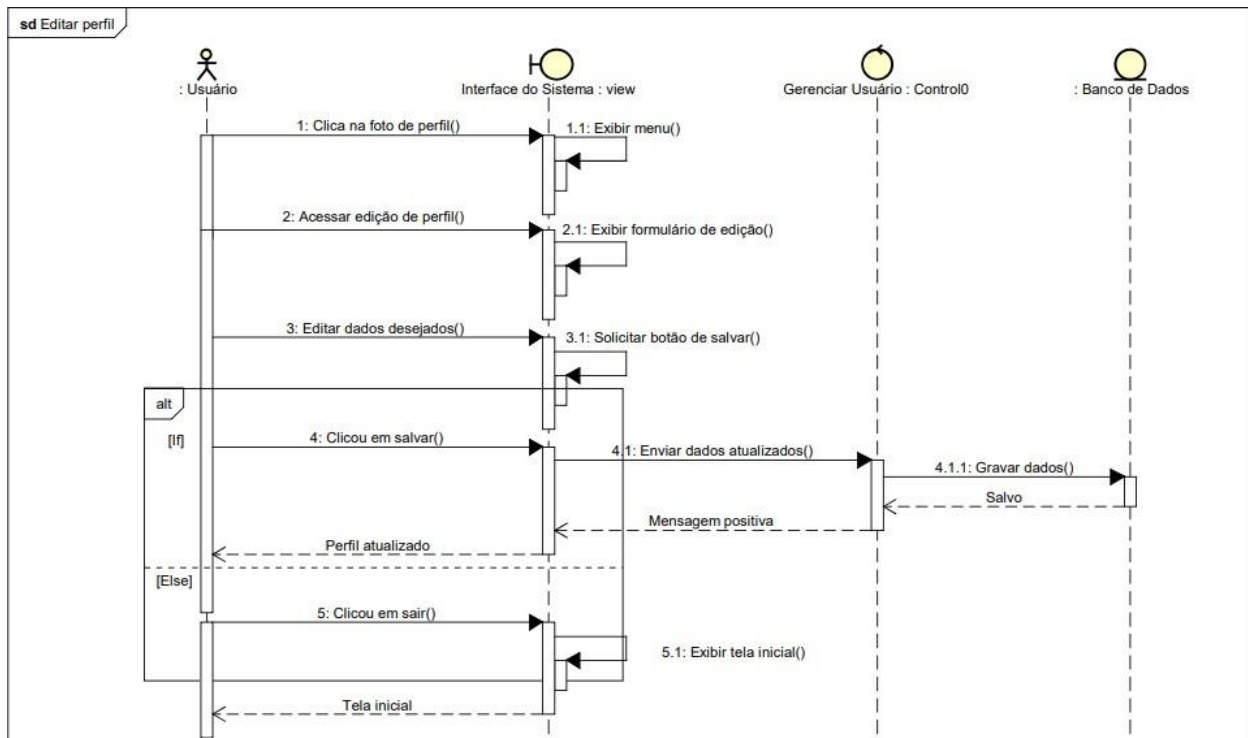 sd Editar perfil
: Usuário
Interface do Sistema : view
Gerenciar Usuário : Control0
: Banco de Dados
1: Clica na foto de perfil()
1.1: Exibir menu()
2: Acessar edição de perfil()
2.1: Exibir formulário de edição()
3: Editar dados desejados()
3.1: Solicitar botão de salvar()
alt
[If]
4: Clicou em salvar()
4.1: Enviar dados atualizados()
4.1.1: Gravar dados()
Salvo
Mensagem positiva
Perfil atualizado
[Else]
5: Clicou em sair()
5.1: Exibir tela inicial()
Tela inicial